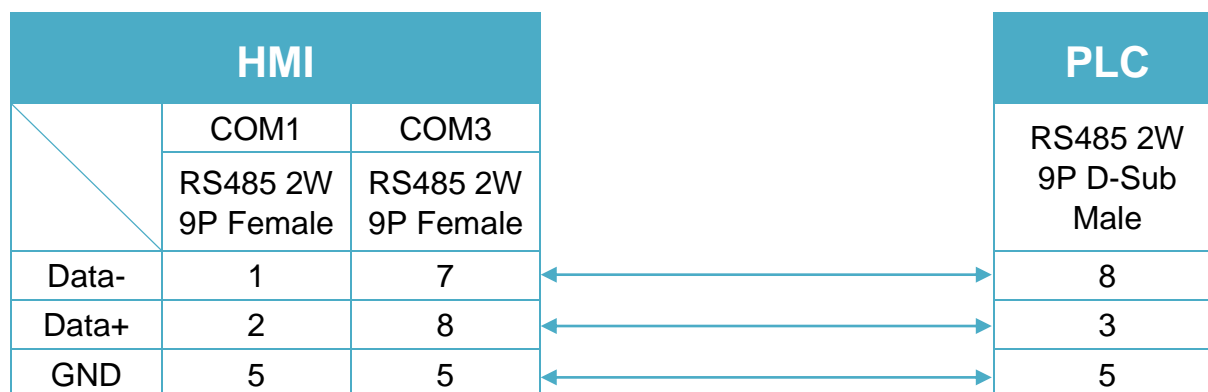 HMI PLC
COM1 COM3 RS485 2W
9P D-Sub
Male
RS485 2W RS485 2W
9P Female 9P Female
Data- 1 7 8
Data+ 2 8 3
GND 5 5 5